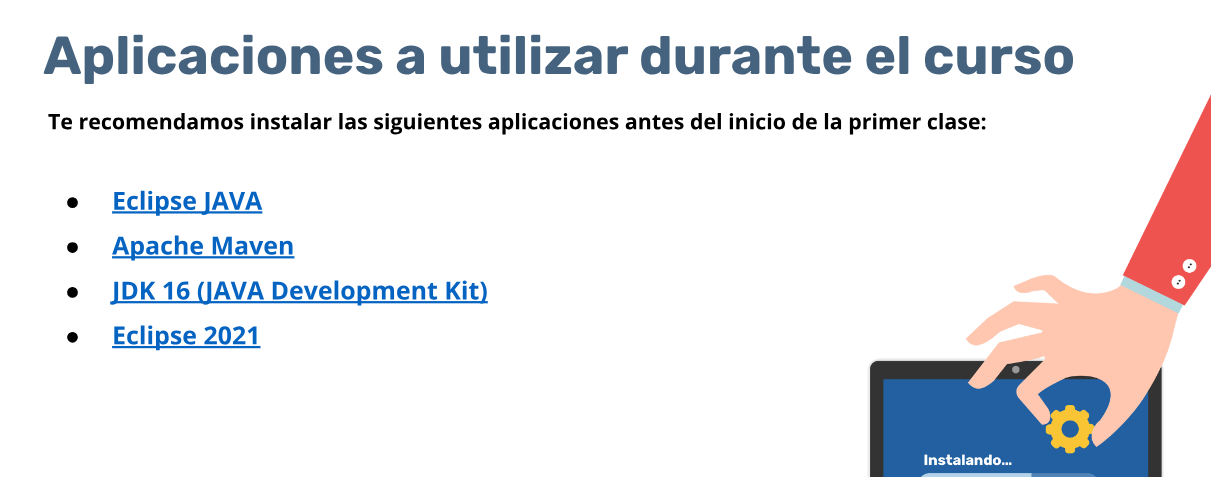 Aplicaciones a utilizar durante el curso
Te recomendamos instalar las siguientes aplicaciones antes del inicio de la primer clase:
● Eclipse JAVA
● Apache Maven
● JDK 16 (JAVA Development Kit)
● Eclipse 2021
Instalando...